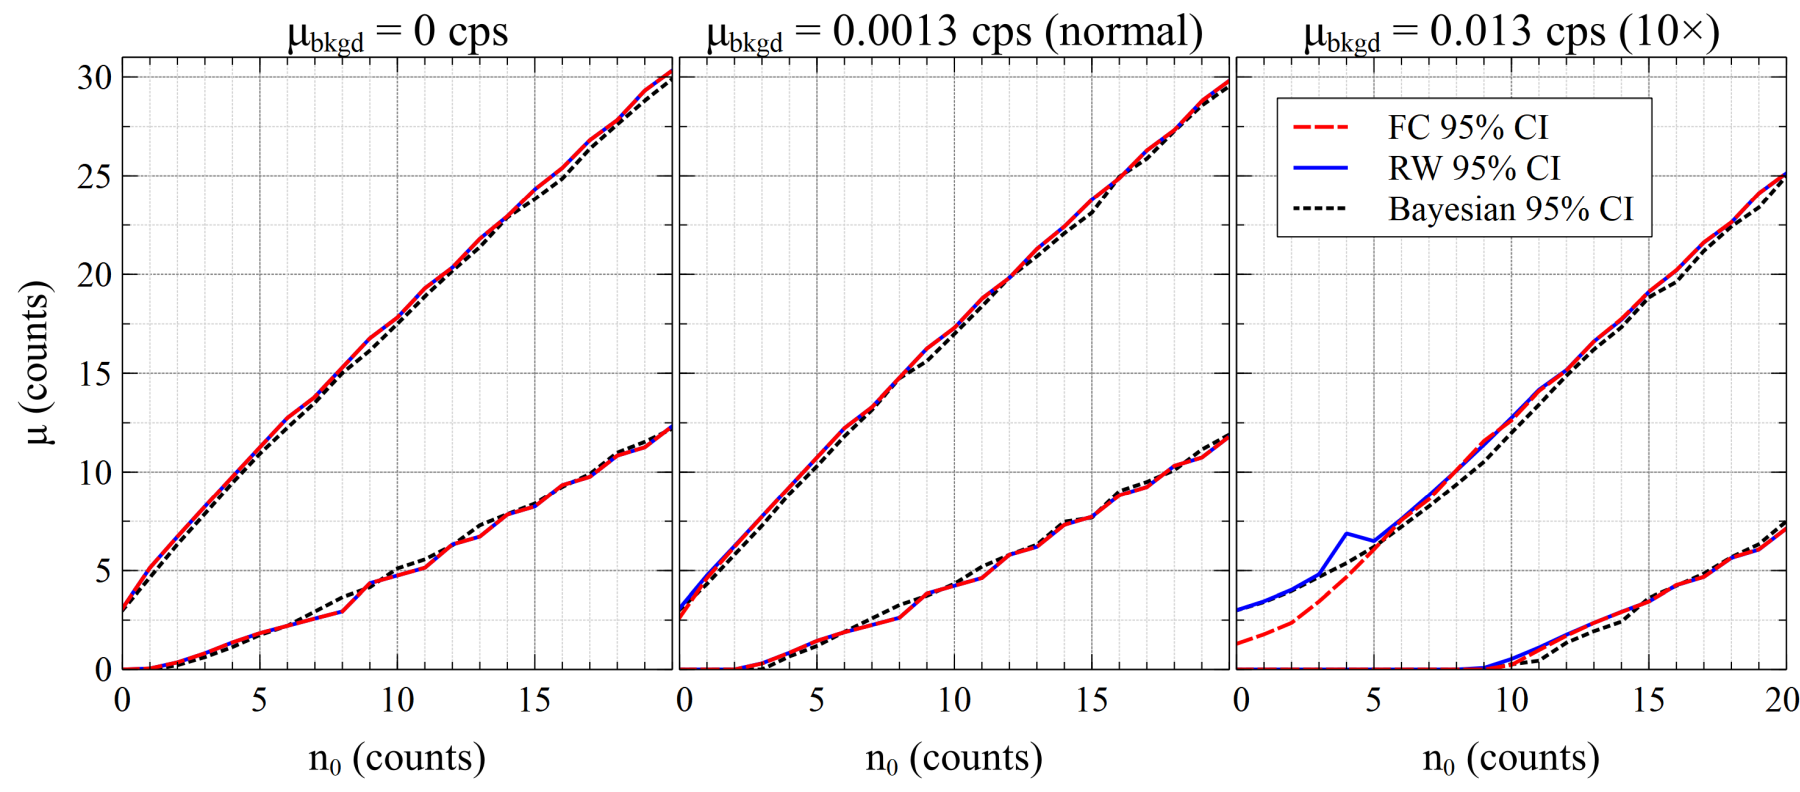 μbkgd = 0 cps
μbkgd = 0.0013 cps (normal)
μbkgd = 0.013 cps (10×)
FC 95% CI
RW 95% CI
Bayesian 95% CI
μ (counts)
30
25
20
15
10
5
0
0 5 10 15
0 5 10 15
0 5 10 15 20
n0 (counts)
n0 (counts)
n0 (counts)